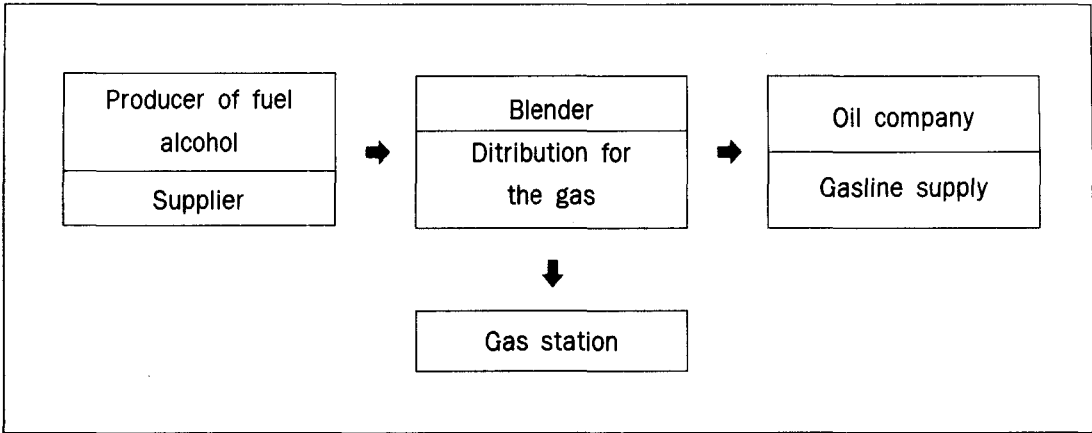 Producer of fuel
alcohol
Supplier
Blender
Ditribution for
the gas
Oil company
Gasline supply
Gas station